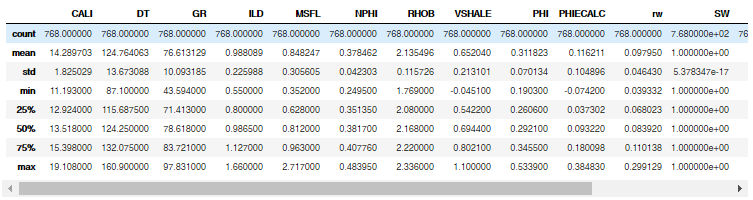 CALI DT GR ILD MSFL NPHI RHOB VSHALE PHI PHIECALC rw SW
count 768.000000 768.000000 768.000000 768.000000 768.000000 768.000000 768.000000 768.000000 768.000000 768.000000 768.000000 7.680000e+02 76
mean 14.289703 124.764063 76.613129 0.988089 0.848247 0.378462 2.135496 0.652040 0.311823 0.116211 0.097950 1.000000e+00
std 1.825029 13.673088 10.093185 0.225988 0.305605 0.042303 0.115726 0.213101 0.070134 0.104896 0.046430 5.378347e-17
min 11.193000 87.100000 43.594000 0.550000 0.352000 0.249500 1.769000 -0.045100 0.190300 -0.074200 0.039332 1.000000e+00
25% 12.924000 115.687500 71.413000 0.800000 0.628000 0.351350 2.080000 0.542200 0.260600 0.037302 0.068023 1.000000e+00
50% 13.518000 124.250000 78.618000 0.986500 0.812000 0.381700 2.168000 0.694400 0.292100 0.093220 0.083920 1.000000e+00
75% 15.398000 132.075000 83.721000 1.127000 0.963000 0.407760 2.220000 0.802100 0.345500 0.180098 0.110138 1.000000e+00
max 19.108000 160.900000 97.831000 1.660000 2.717000 0.483950 2.336000 1.100000 0.533900 0.384830 0.299129 1.000000e+00